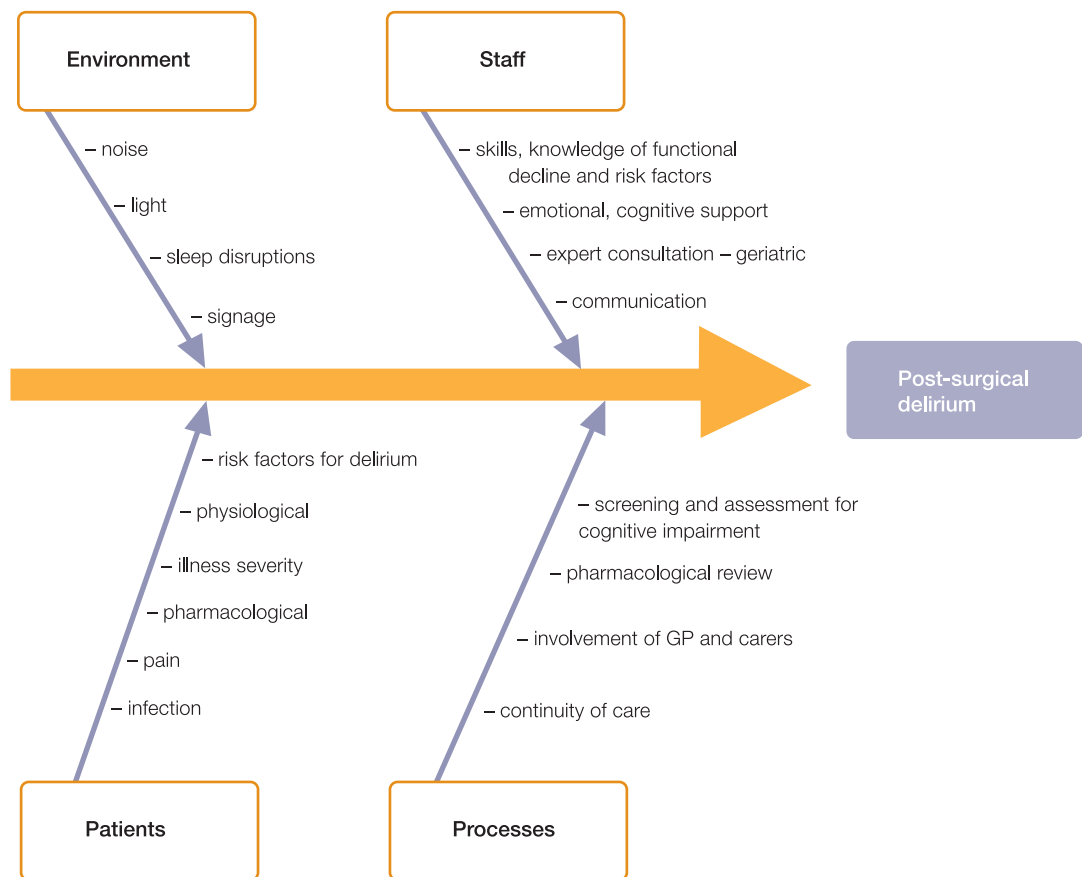 Environment
– noise
– light
– sleep disruptions
– signage
Staff
– skills, knowledge of functional
decline and risk factors
– emotional, cognitive support
– expert consultation – geriatric
– communication
Post-surgical
delirium
– risk factors for delirium
– physiological
– illness severity
– pharmacological
– pain
– infection
Patients
– screening and assessment for
cognitive impairment
– pharmacological review
– involvement of GP and carers
– continuity of care
Processes